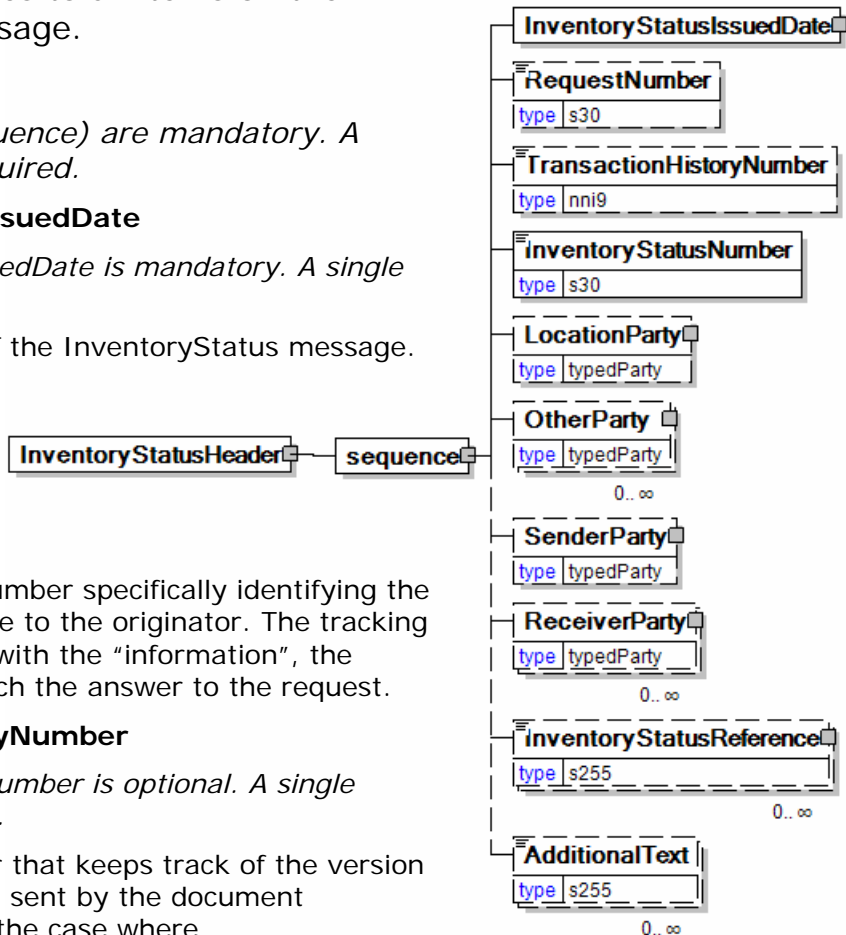 ssage.
uence) are mandatory. A
uired.
ssuedDate
edDate is mandatory. A single
the InventoryStatus message.
umber specifically identifying the
e to the originator. The tracking
with the "information", the
ch the answer to the request.
yNumber
umber is optional. A single
r that keeps track of the version
sent by the document
the case where
InventoryStatusHeader
sequence
InventoryStatusIssuedDate
RequestNumber
type s30
TransactionHistoryNumber
type nni9
InventoryStatusNumber
type s30
LocationParty
type typedParty
OtherParty
type typedParty
0.. ∞
SenderParty
type typedParty
ReceiverParty
type typedParty
0.. ∞
InventoryStatusReference
type s255
0.. ∞
AdditionalText
type s255
0.. ∞